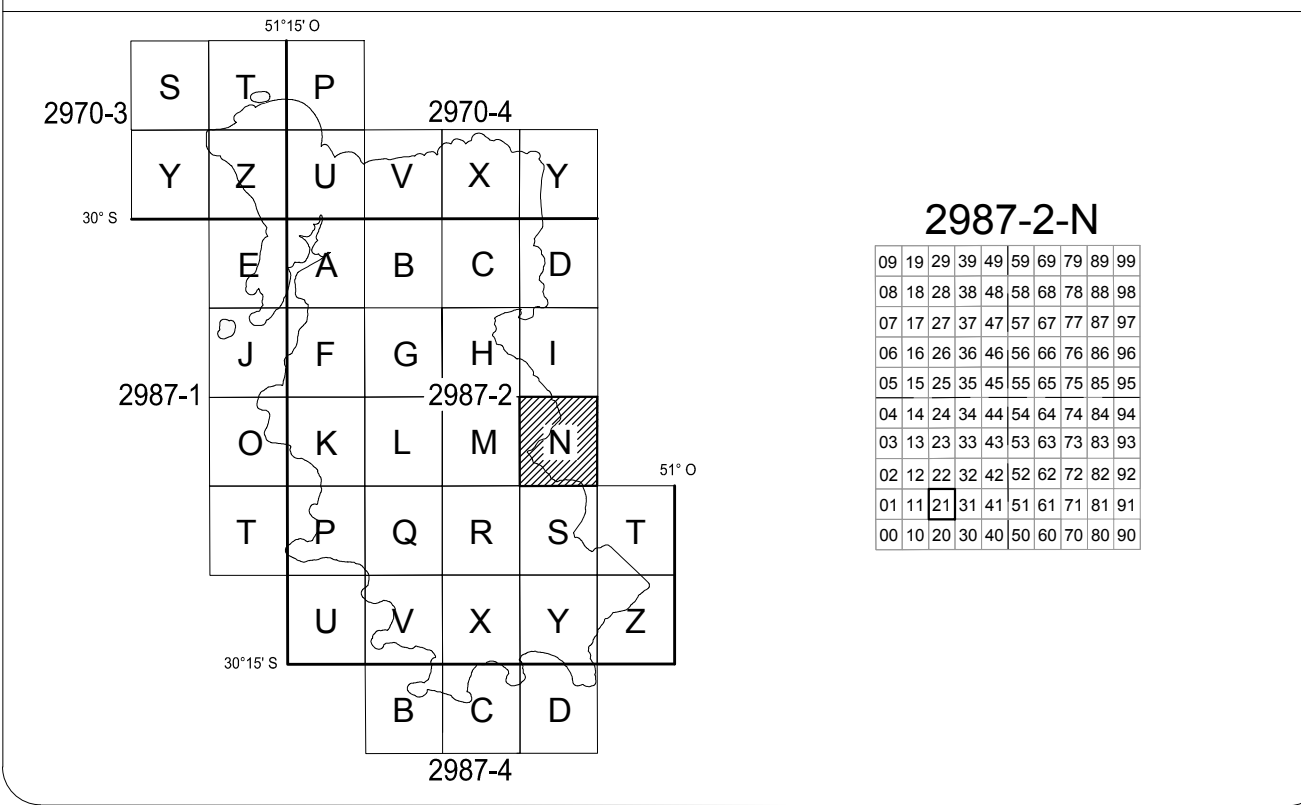 51°15' O
S T P
2970-3
2970-4
Y Z U V X Y
30° S
E A B C D
J F G H I
2987-1
2987-2
O K L M N
51° O
T P Q R S T
U V X Y Z
30°15' S
B C D
2987-4
2987-2-N
09 19 29 39 49 59 69 79 89 99
08 18 28 38 48 58 68 78 88 98
07 17 27 37 47 57 67 77 87 97
06 16 26 36 46 56 66 76 86 96
05 15 25 35 45 55 65 75 85 95
04 14 24 34 44 54 64 74 84 94
03 13 23 33 43 53 63 73 83 93
02 12 22 32 42 52 62 72 82 92
01 11 21 31 41 51 61 71 81 91
00 10 20 30 40 50 60 70 80 90